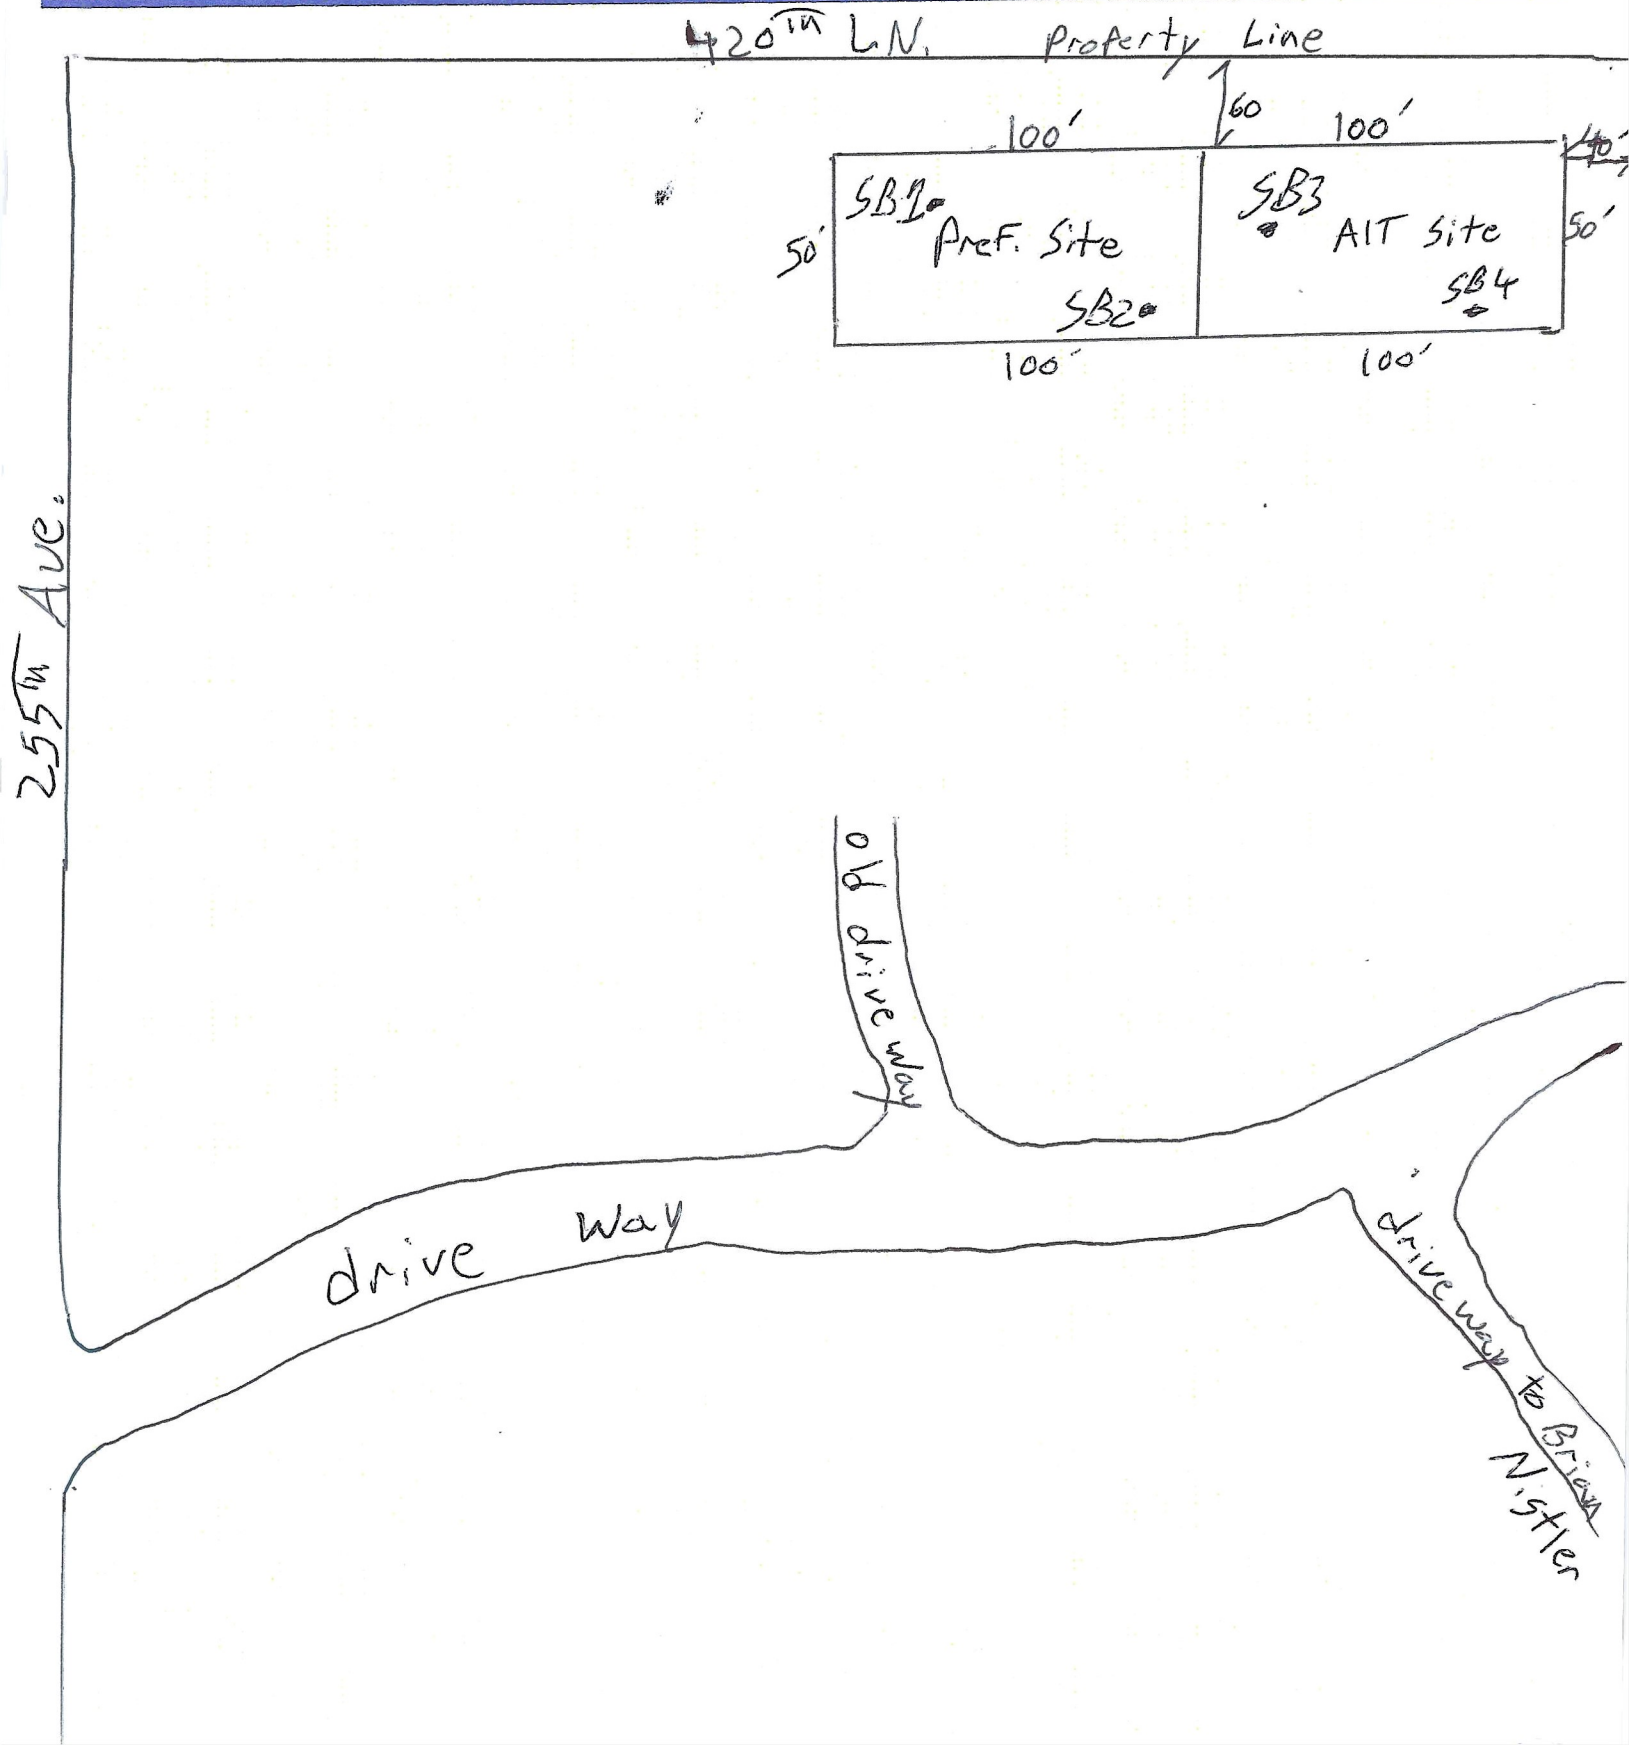 420th L.N. Property Line
60
100' 100'
40'
SB1 SB3
50' Pref. Site Alt Site 50'
SB2 SB4
100' 100'
255th Ave.
old drive way
drive way
drive way to Brian
Nistler